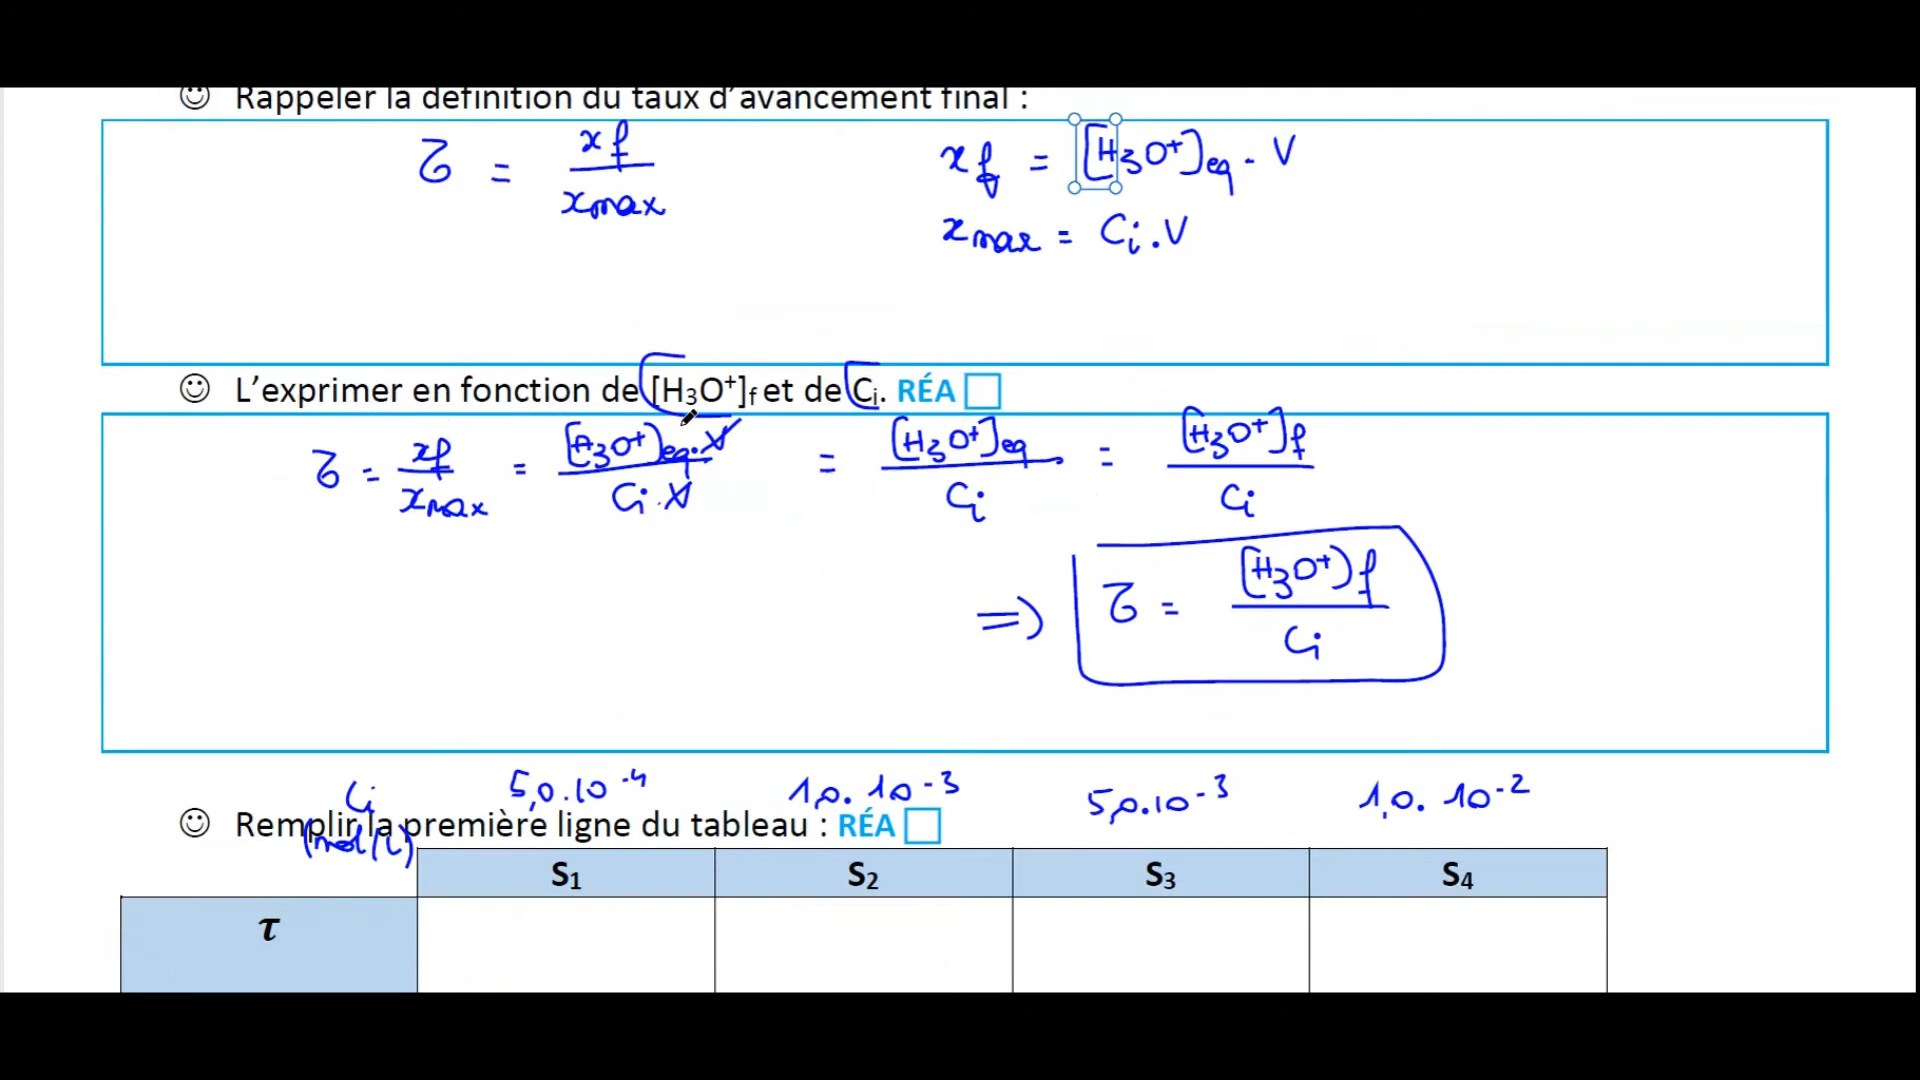 Rappeler la définition du taux d'avancement final :
τ = xf / xmax
xf = [H3O+]eq . V
xmax = Ci . V
L'exprimer en fonction de [H₃O⁺]f et de Ci. RÉA
τ = xf / xmax = [H3O+]eq . V / Ci . V = [H3O+]eq / Ci = [H3O+]f / Ci
=> τ = [H3O+)f / Ci
Ci (mol/L) 5,0.10⁻⁴ 1,0. 10⁻³ 5,0.10⁻³ 1,0. 10⁻²
Remplir la première ligne du tableau : RÉA
S₁ S₂ S₃ S₄
τ